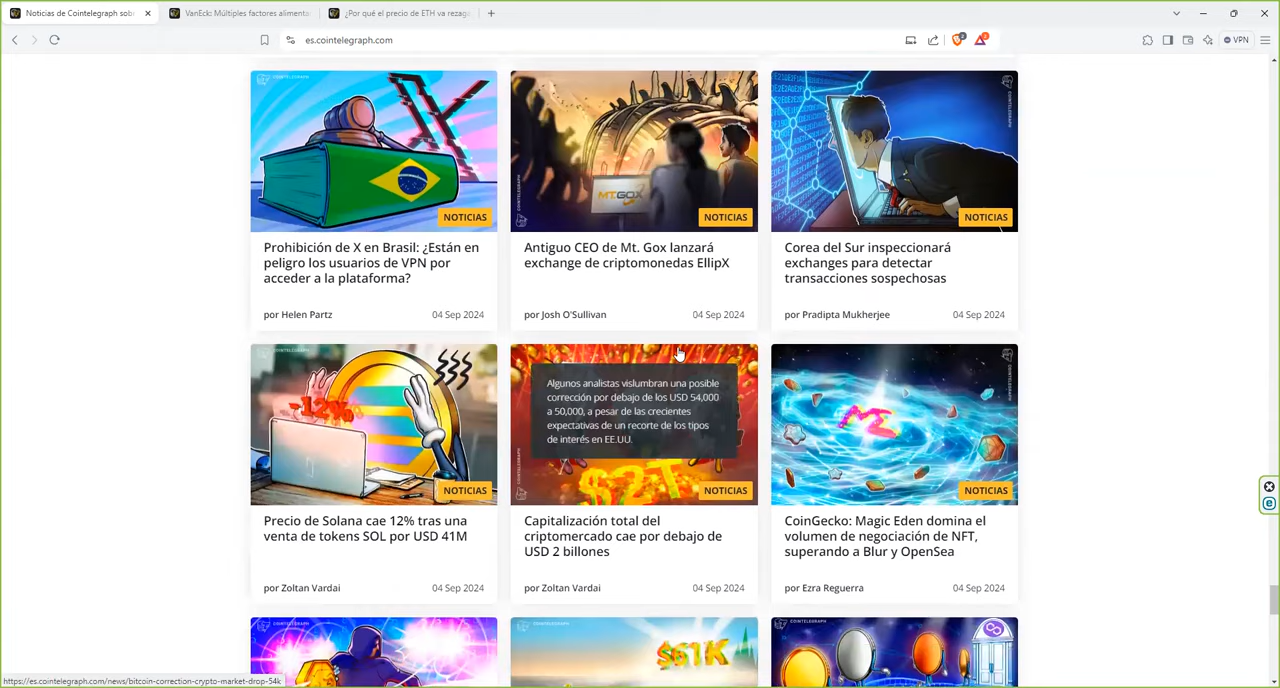 Noticias de Cointelegraph sob
VanEck: Múltiples factores alimenta
¿Por qué el precio de ETH va rezaga
es.cointelegraph.com
VPN
COINTELEGRAPH
MT.GOX
NOTICIAS
NOTICIAS
NOTICIAS
Prohibición de X en Brasil: ¿Están en
peligro los usuarios de VPN por
acceder a la plataforma?
por Helen Partz
04 Sep 2024
Antiguo CEO de Mt. Gox lanzará
exchange de criptomonedas EllipX
por Josh O'Sullivan
04 Sep 2024
Corea del Sur inspeccionará
exchanges para detectar
transacciones sospechosas
por Pradipta Mukherjee
04 Sep 2024
-12%
Algunos analistas vislumbran una posible
corrección por debajo de los USD 54,000
a 50,000, a pesar de las crecientes
expectativas de un recorte de los tipos
de interés en EE.UU.
$2T
ME
NOTICIAS
NOTICIAS
NOTICIAS
Precio de Solana cae 12% tras una
venta de tokens SOL por USD 41M
por Zoltan Vardai
04 Sep 2024
Capitalización total del
criptomercado cae por debajo de
USD 2 billones
por Zoltan Vardai
04 Sep 2024
CoinGecko: Magic Eden domina el
volumen de negociación de NFT,
superando a Blur y OpenSea
por Ezra Reguerra
04 Sep 2024
COINTELEGRAPH
COINTELEGRAPH
$61K
COINTELEGRAPH
https://es.cointelegraph.com/news/bitcoin-correction-crypto-market-drop-54k